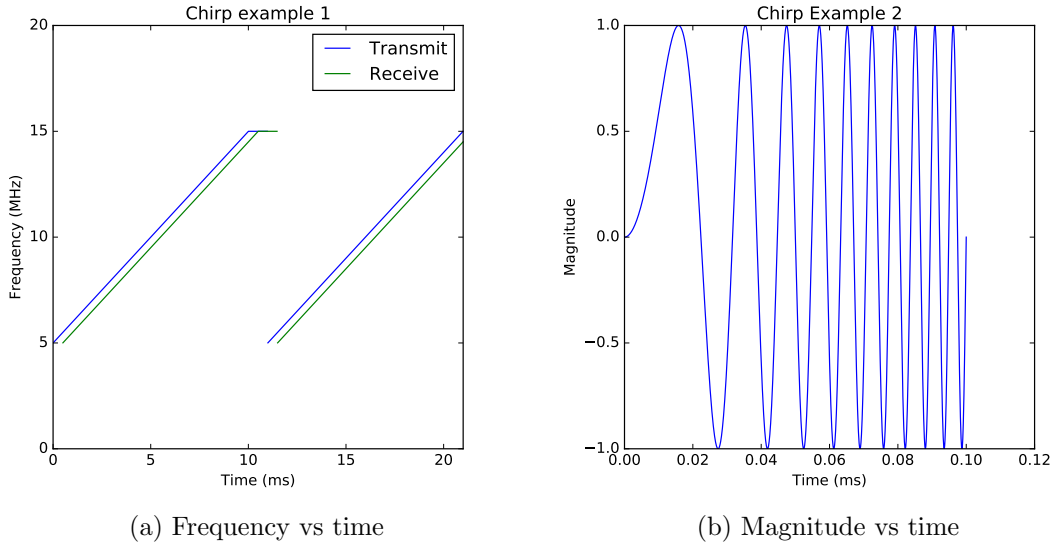 Chirp example 1
20
15
10
5
0
Frequency (MHz)
Transmit
Receive
0
5
10
15
20
Time (ms)
(a) Frequency vs time
Chirp Example 2
1.0
0.5
0.0
−0.5
−1.0
Magnitude
0.00
0.02
0.04
0.06
0.08
0.10
0.12
Time (ms)
(b) Magnitude vs time